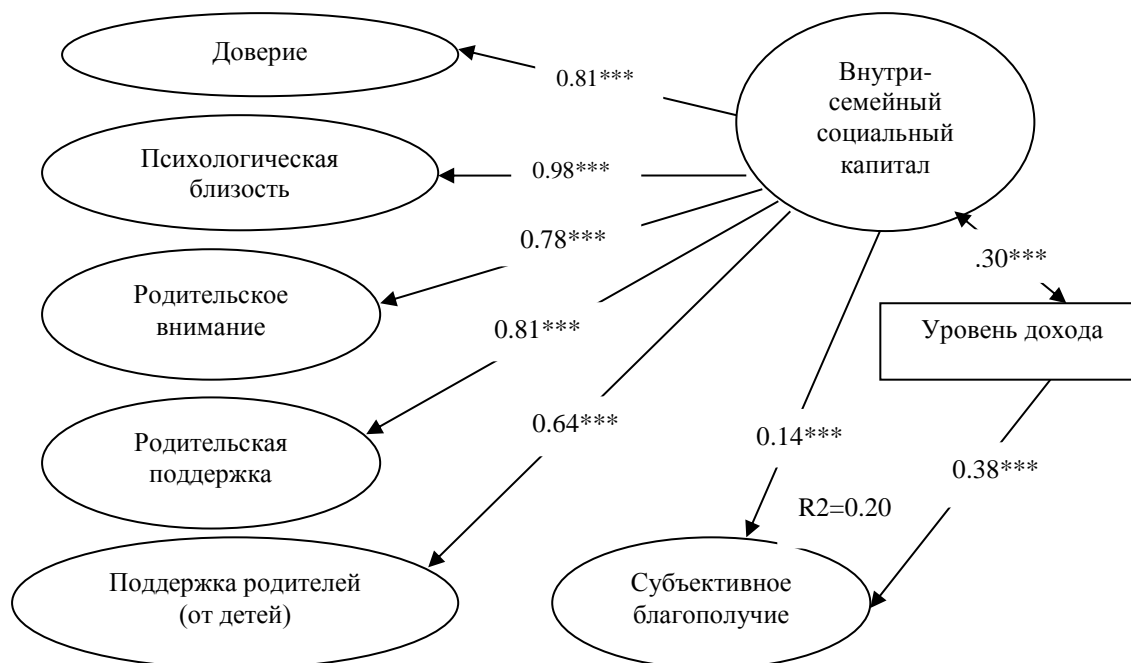 Доверие
0.81***
Внутри-
семейный
социальный
капитал
Психологическая
близость
0.98***
0.78***
.30***
Родительское
внимание
0.81***
Уровень дохода
0.64***
0.14***
Родительская
поддержка
0.38***
R2=0.20
Поддержка родителей
(от детей)
Субъективное
благополучие